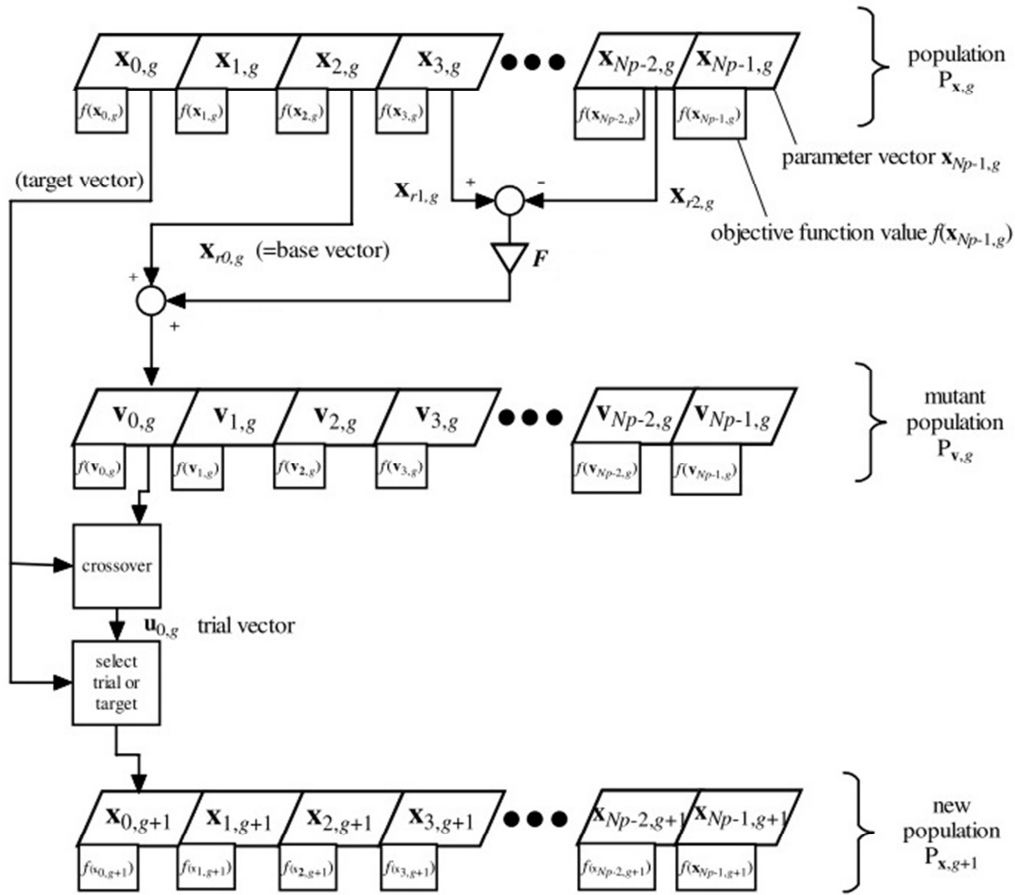 x0,g x1,g x2,g x3,g ●●● xNp-2,g xNp-1,g
population
Px,g
f(x0,g) f(x1,g) f(x2,g) f(x3,g) f(xNp-2,g) f(xNp-1,g)
parameter vector xNp-1,g
(target vector)
xr1,g + - xr2,g
objective function value f(xNp-1,g)
xr0,g (=base vector)
F
+
+
v0,g v1,g v2,g v3,g ●●● vNp-2,g vNp-1,g
mutant
population
Pv,g
f(v0,g) f(v1,g) f(v2,g) f(v3,g) f(vNp-2,g) f(vNp-1,g)
crossover
u0,g trial vector
select
trial or
target
x0,g+1 x1,g+1 x2,g+1 x3,g+1 ●●● xNp-2,g+1 xNp-1,g+1
new
population
Px,g+1
f(x0,g+1) f(x1,g+1) f(x2,g+1) f(x3,g+1) f(xNp-2,g+1) f(xNp-1,g+1)